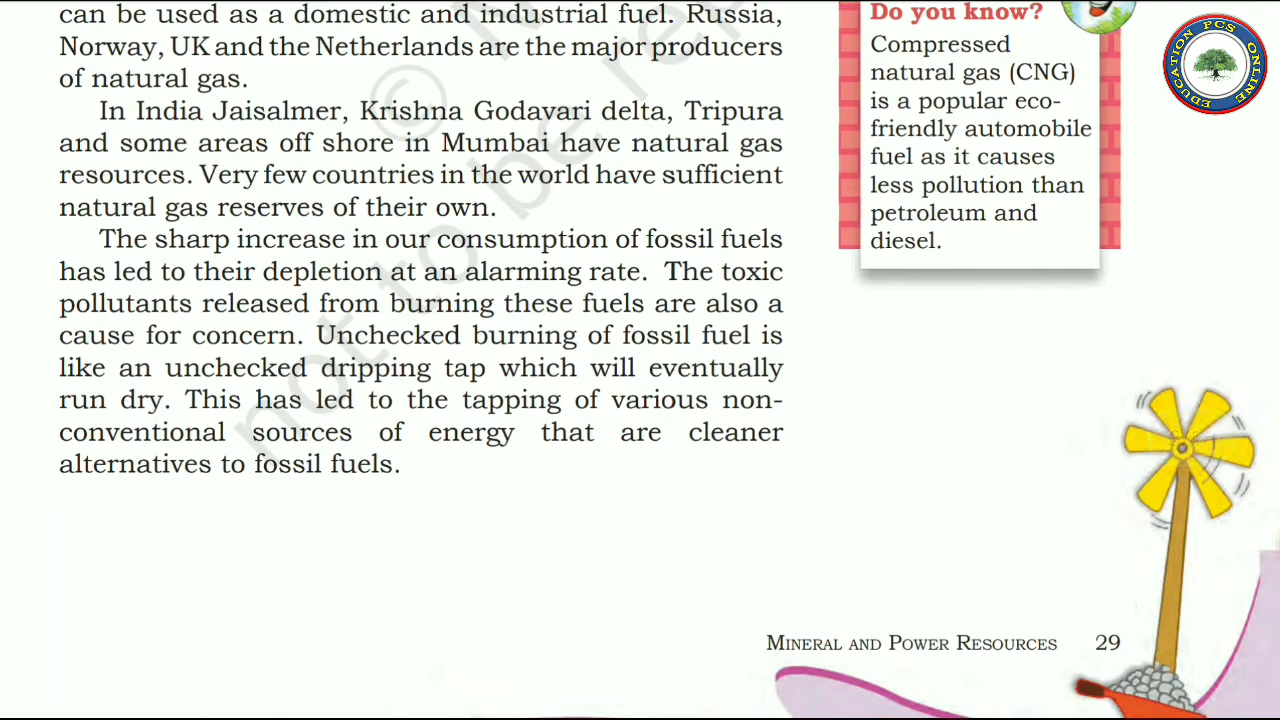 can be used as a domestic and industrial fuel. Russia,
Norway, UK and the Netherlands are the major producers
of natural gas.
In India Jaisalmer, Krishna Godavari delta, Tripura
and some areas off shore in Mumbai have natural gas
resources. Very few countries in the world have sufficient
natural gas reserves of their own.
The sharp increase in our consumption of fossil fuels
has led to their depletion at an alarming rate. The toxic
pollutants released from burning these fuels are also a
cause for concern. Unchecked burning of fossil fuel is
like an unchecked dripping tap which will eventually
run dry. This has led to the tapping of various non-
conventional sources of energy that are cleaner
alternatives to fossil fuels.
Do you know?
Compressed
natural gas (CNG)
is a popular eco-
friendly automobile
fuel as it causes
less pollution than
petroleum and
diesel.
EDUCATION PCS ONLINE
© N
not to be rep
MINERAL AND POWER RESOURCES 29